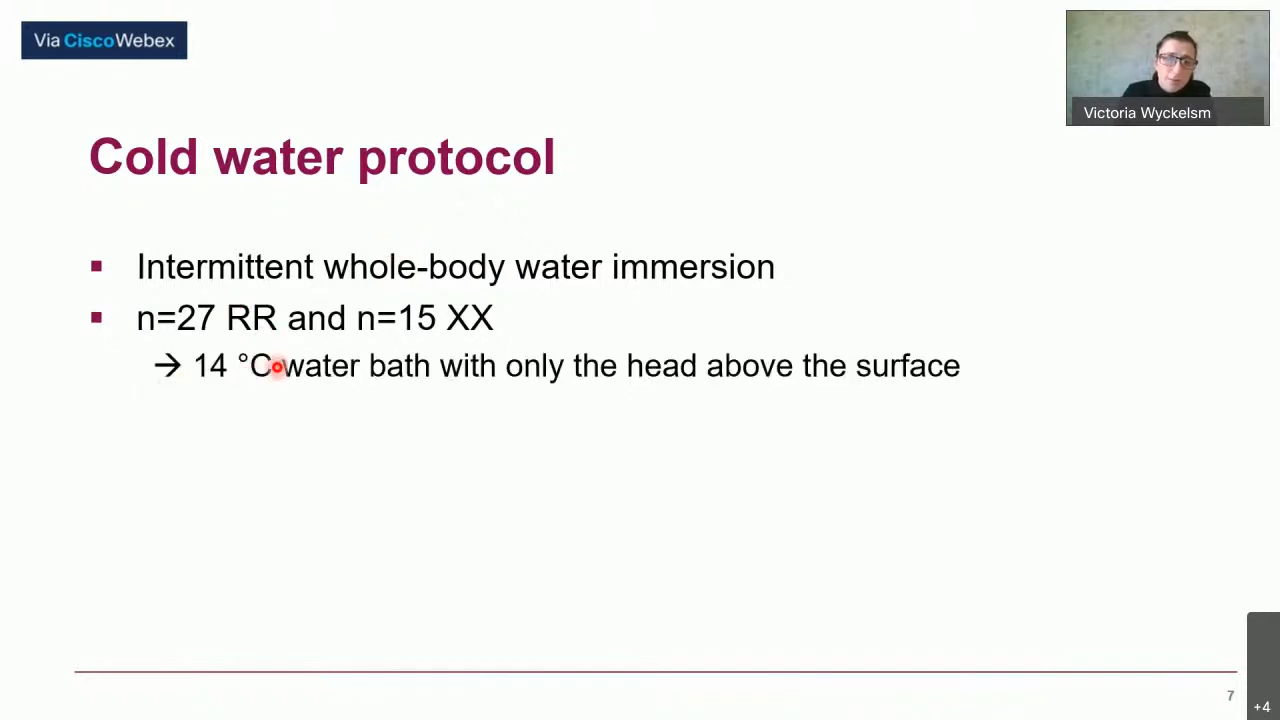 Via CiscoWebex
Victoria Wyckelsm
Cold water protocol
▪ Intermittent whole-body water immersion
▪ n=27 RR and n=15 XX
→ 14 °C water bath with only the head above the surface
7
+4